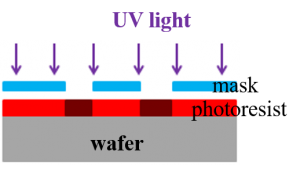 UV light
mask
photoresist
wafer